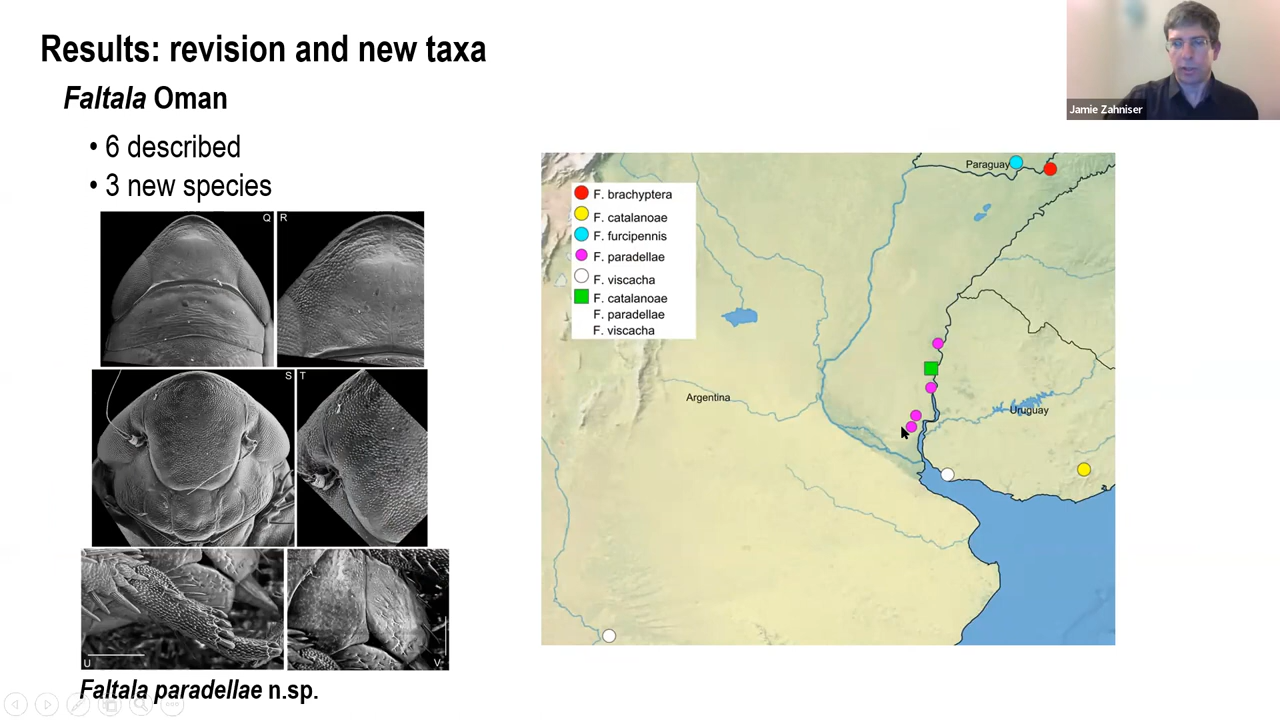 Results: revision and new taxa
Jamie Zahniser
Faltala Oman
• 6 described
• 3 new species
Q
R
S
T
U
V
Faltala paradellae n.sp.
F. brachyptera
F. catalanoae
F. furcipennis
F. paradellae
F. viscacha
F. catalanoae
F. paradellae
F. viscacha
Paraguay
Argentina
Uruguay